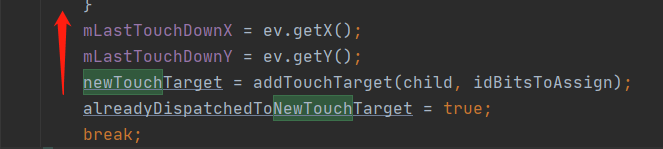 }
mLastTouchDownX = ev.getX();
mLastTouchDownY = ev.getY();
newTouchTarget = addTouchTarget(child, idBitsToAssign);
alreadyDispatchedToNewTouchTarget = true;
break;